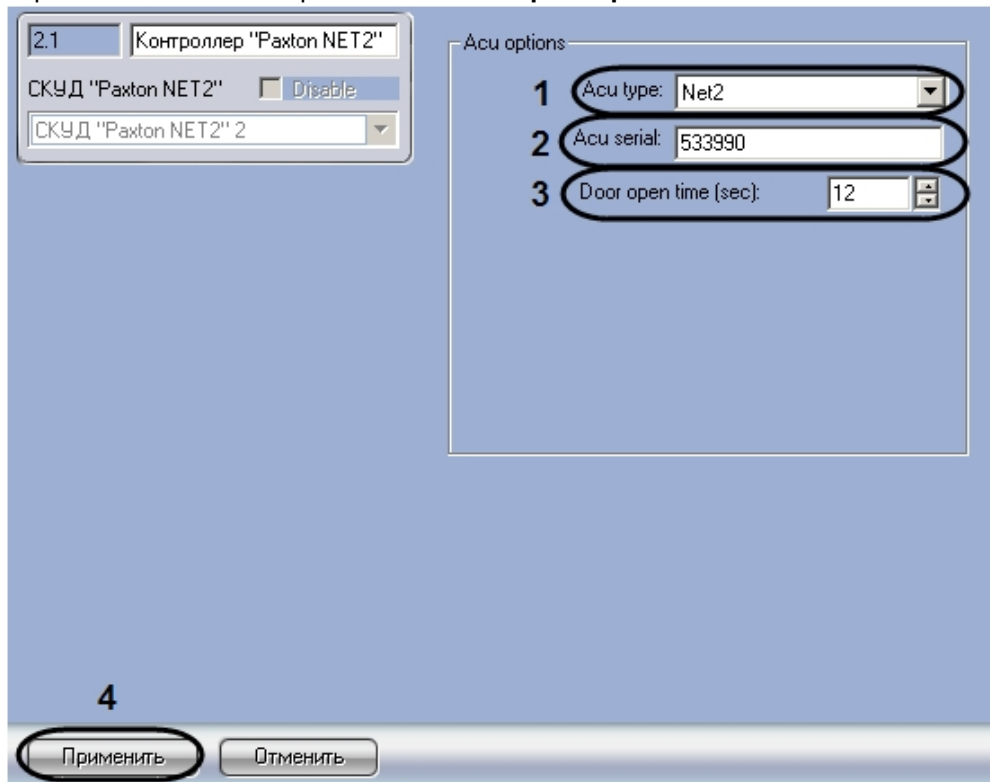 2.1 Контроллер "Paxton NET2"
СКУД "Paxton NET2" Disable
СКУД "Paxton NET2" 2
Acu options
1 Acu type: Net2
2 Acu serial: 533990
3 Door open time (sec): 12
4
Применить Отменить